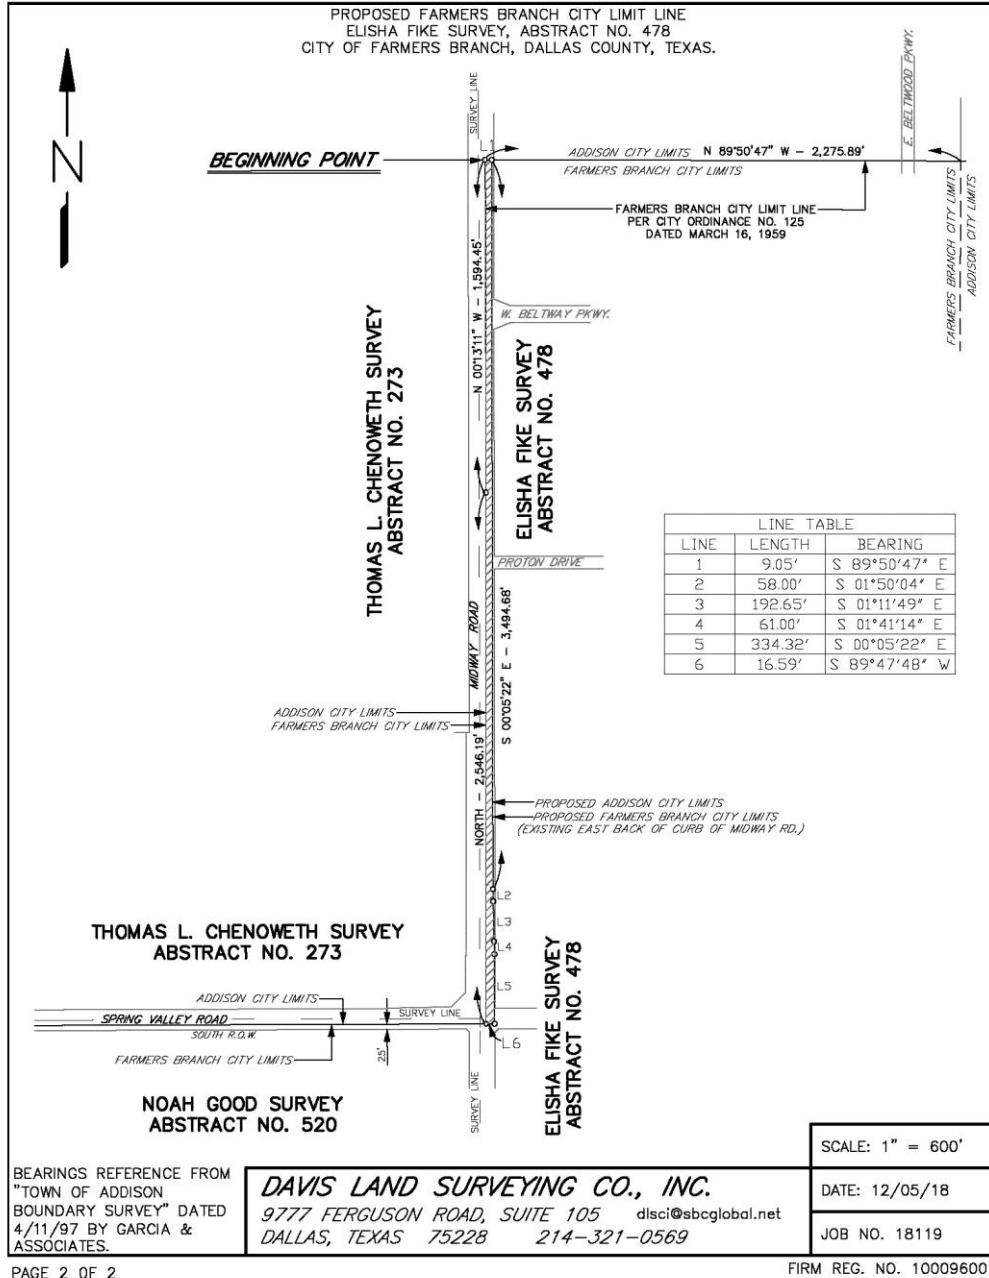 PROPOSED FARMERS BRANCH CITY LIMIT LINE
ELISHA FIKE SURVEY, ABSTRACT NO. 478
CITY OF FARMERS BRANCH, DALLAS COUNTY, TEXAS.
N
SURVEY LINE
E. BELTWOOD PKWY.
BEGINNING POINT
L1
ADDISON CITY LIMITS N 89°50'47" W - 2,275.89'
FARMERS BRANCH CITY LIMITS
FARMERS BRANCH CITY LIMIT LINE
PER CITY ORDINANCE NO. 125
DATED MARCH 16, 1959
FARMERS BRANCH CITY LIMITS
ADDISON CITY LIMITS
N 00°13'11" W - 1,594.45'
W. BELTWAY PKWY.
THOMAS L. CHENOWETH SURVEY
ABSTRACT NO. 273
ELISHA FIKE SURVEY
ABSTRACT NO. 478
LINE TABLE
LINE LENGTH BEARING
1 9.05' S 89°50'47" E
2 58.00' S 01°50'04" E
3 192.65' S 01°11'49" E
4 61.00' S 01°41'14" E
5 334.32' S 00°05'22" E
6 16.59' S 89°47'48" W
PROTON DRIVE
MIDWAY ROAD
S 00°05'22" E - 3,494.68'
ADDISON CITY LIMITS
FARMERS BRANCH CITY LIMITS
NORTH - 2,546.19'
PROPOSED ADDISON CITY LIMITS
PROPOSED FARMERS BRANCH CITY LIMITS
(EXISTING EAST BACK OF CURB OF MIDWAY RD.)
L2
L3
L4
L5
THOMAS L. CHENOWETH SURVEY
ABSTRACT NO. 273
ELISHA FIKE SURVEY
ABSTRACT NO. 478
ADDISON CITY LIMITS
SPRING VALLEY ROAD
SURVEY LINE
SOUTH R.O.W.
FARMERS BRANCH CITY LIMITS
25'
L6
SURVEY LINE
NOAH GOOD SURVEY
ABSTRACT NO. 520
BEARINGS REFERENCE FROM
"TOWN OF ADDISON
BOUNDARY SURVEY" DATED
4/11/97 BY GARCIA &
ASSOCIATES.
DAVIS LAND SURVEYING CO., INC.
9777 FERGUSON ROAD, SUITE 105 dlsci@sbcglobal.net
DALLAS, TEXAS 75228 214-321-0569
SCALE: 1" = 600'
DATE: 12/05/18
JOB NO. 18119
PAGE 2 OF 2
FIRM REG. NO. 10009600